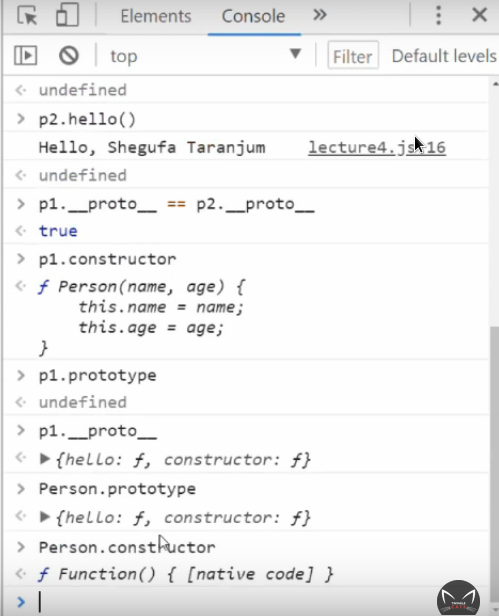 Elements Console »
top Filter Default levels
undefined
p2.hello()
Hello, Shegufa Taranjum lecture4.js:16
undefined
p1.__proto__ == p2.__proto__
true
p1.constructor
ƒ Person(name, age) {
this.name = name;
this.age = age;
}
p1.prototype
undefined
p1.__proto__
{hello: ƒ, constructor: ƒ}
Person.prototype
{hello: ƒ, constructor: ƒ}
Person.constructor
ƒ Function() { [native code] }